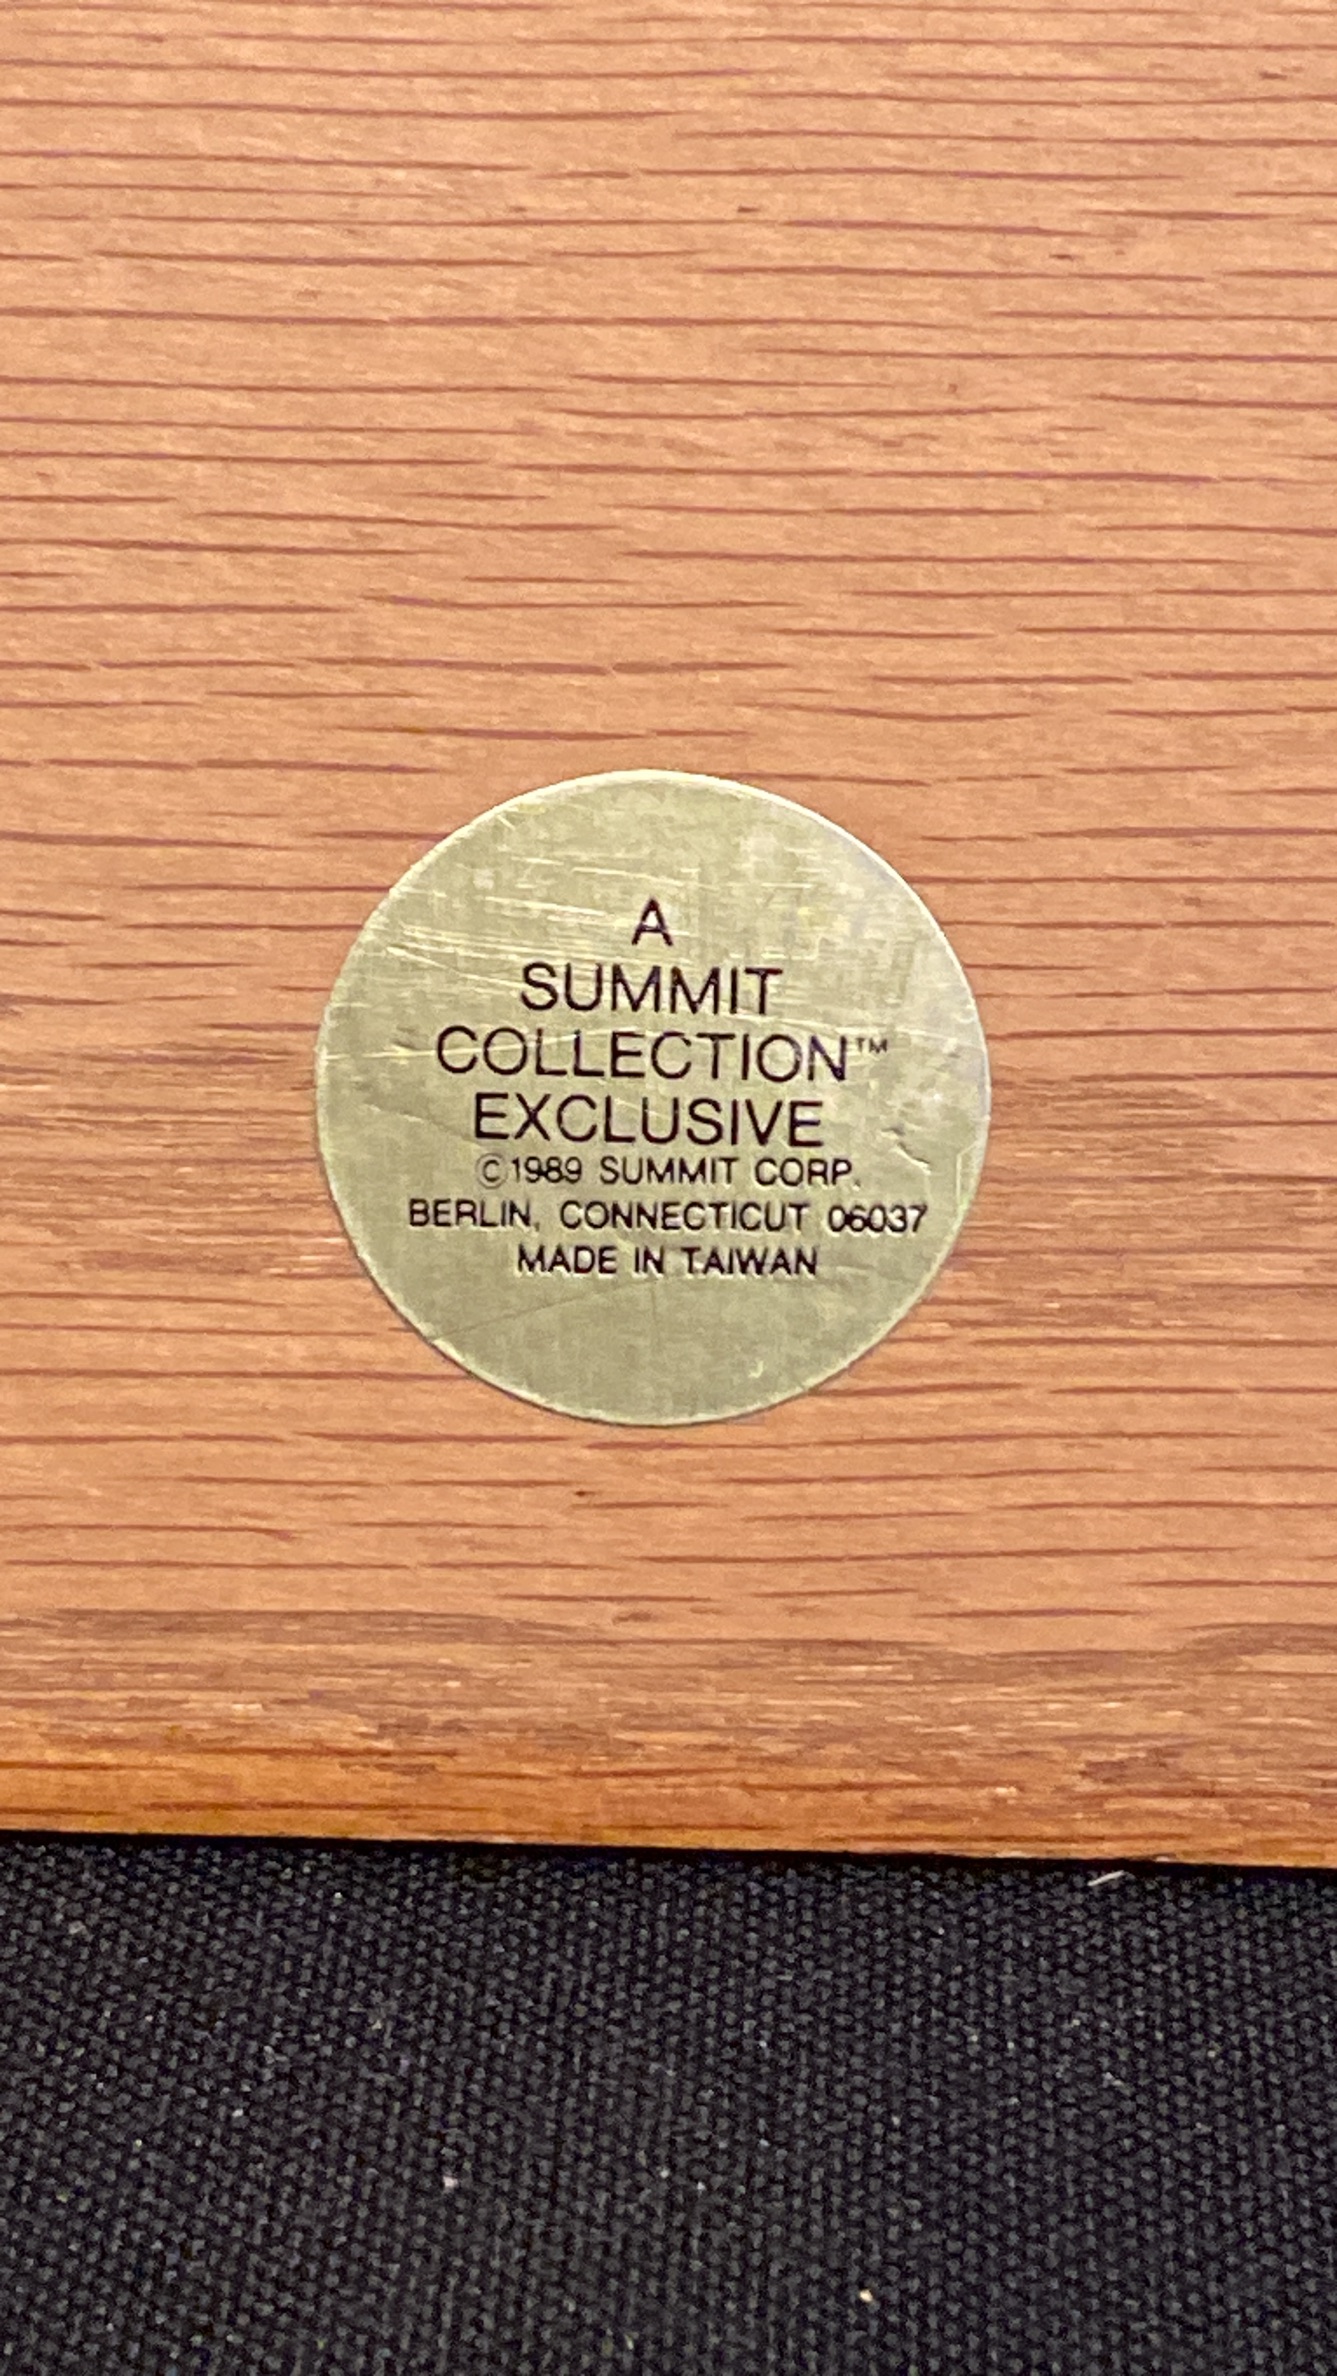 A
SUMMIT
COLLECTION™
EXCLUSIVE
©1989 SUMMIT CORP.
BERLIN, CONNECTICUT 06037
MADE IN TAIWAN